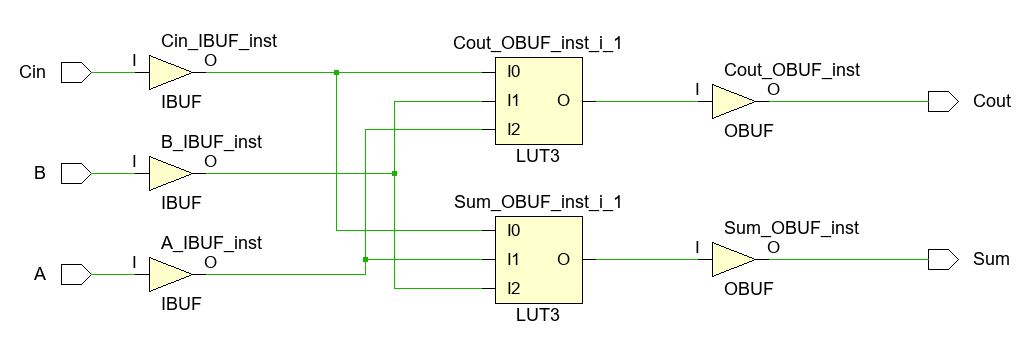 Cin I Cin_IBUF_inst O
IBUF
B I B_IBUF_inst O
IBUF
A I A_IBUF_inst O
IBUF
Cout_OBUF_inst_i_1
I0
I1 O
I2
LUT3
Sum_OBUF_inst_i_1
I0
I1 O
I2
LUT3
Cout_OBUF_inst
I O
OBUF
Cout
Sum_OBUF_inst
I O
OBUF
Sum